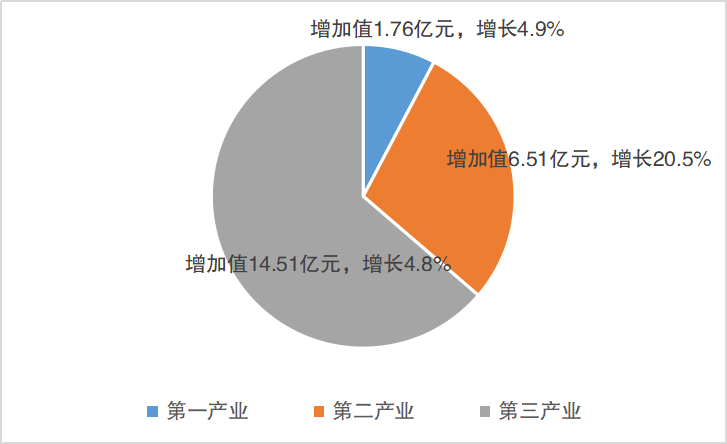 增加值1.76亿元，增长4.9%
增加值6.51亿元，增长20.5%
增加值14.51亿元，增长4.8%
第一产业 第二产业 第三产业